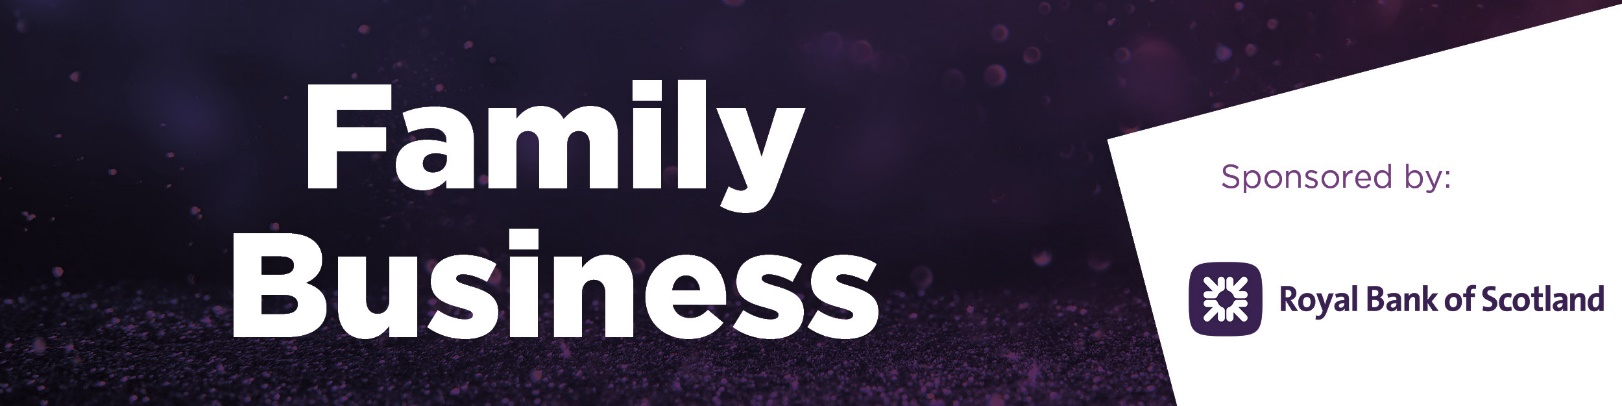 Family
Business
Sponsored by:
Royal Bank of Scotland